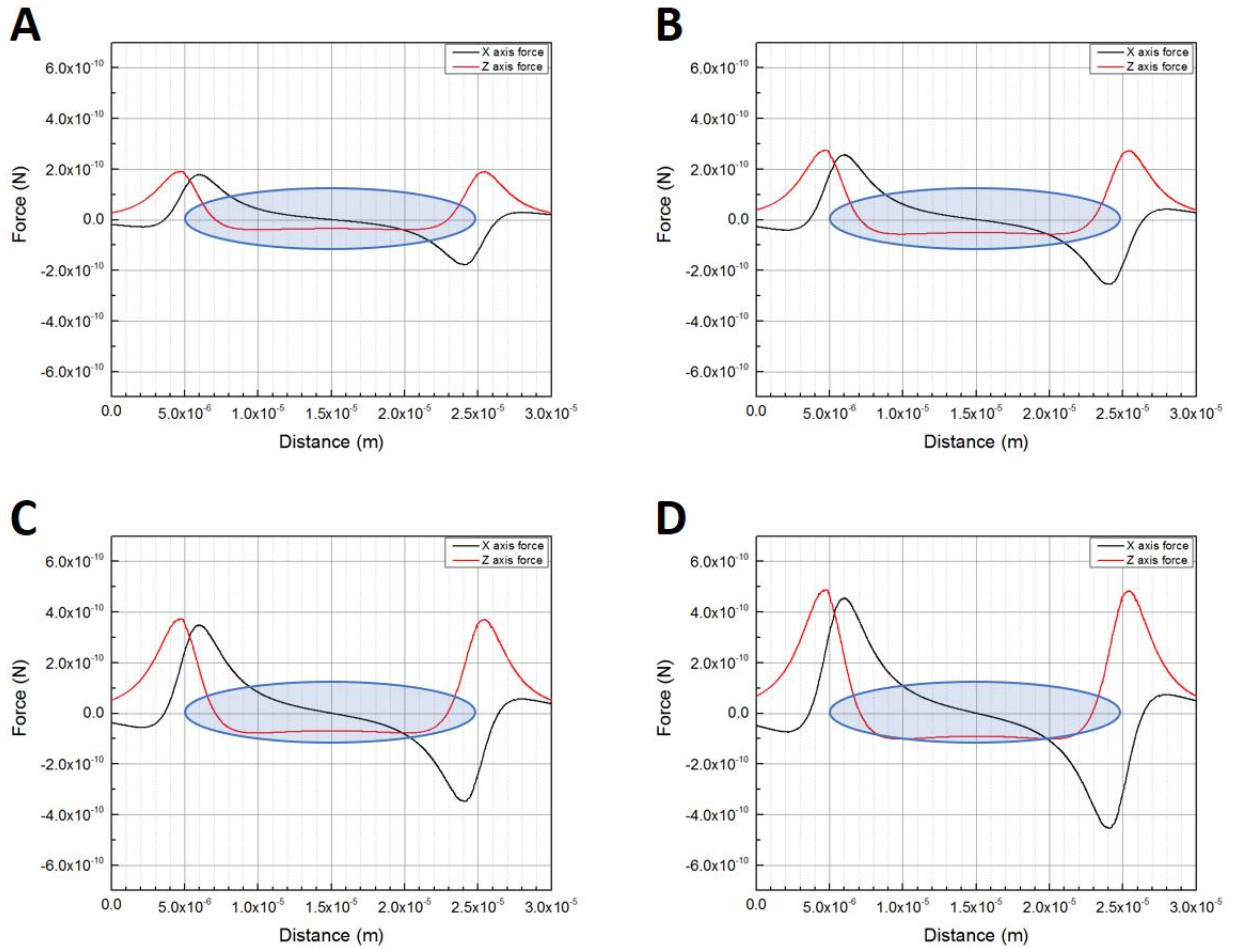 A
X axis force
Z axis force
6.0x10⁻¹⁰
4.0x10⁻¹⁰
2.0x10⁻¹⁰
0.0
-2.0x10⁻¹⁰
-4.0x10⁻¹⁰
-6.0x10⁻¹⁰
Force (N)
0.0 5.0x10⁻⁶ 1.0x10⁻⁵ 1.5x10⁻⁵ 2.0x10⁻⁵ 2.5x10⁻⁵ 3.0x10⁻⁵
Distance (m)
B
X axis force
Z axis force
6.0x10⁻¹⁰
4.0x10⁻¹⁰
2.0x10⁻¹⁰
0.0
-2.0x10⁻¹⁰
-4.0x10⁻¹⁰
-6.0x10⁻¹⁰
Force (N)
0.0 5.0x10⁻⁶ 1.0x10⁻⁵ 1.5x10⁻⁵ 2.0x10⁻⁵ 2.5x10⁻⁵ 3.0x10⁻⁵
Distance (m)
C
X axis force
Z axis force
6.0x10⁻¹⁰
4.0x10⁻¹⁰
2.0x10⁻¹⁰
0.0
-2.0x10⁻¹⁰
-4.0x10⁻¹⁰
-6.0x10⁻¹⁰
Force (N)
0.0 5.0x10⁻⁶ 1.0x10⁻⁵ 1.5x10⁻⁵ 2.0x10⁻⁵ 2.5x10⁻⁵ 3.0x10⁻⁵
Distance (m)
D
X axis force
Z axis force
6.0x10⁻¹⁰
4.0x10⁻¹⁰
2.0x10⁻¹⁰
0.0
-2.0x10⁻¹⁰
-4.0x10⁻¹⁰
-6.0x10⁻¹⁰
Force (N)
0.0 5.0x10⁻⁶ 1.0x10⁻⁵ 1.5x10⁻⁵ 2.0x10⁻⁵ 2.5x10⁻⁵ 3.0x10⁻⁵
Distance (m)